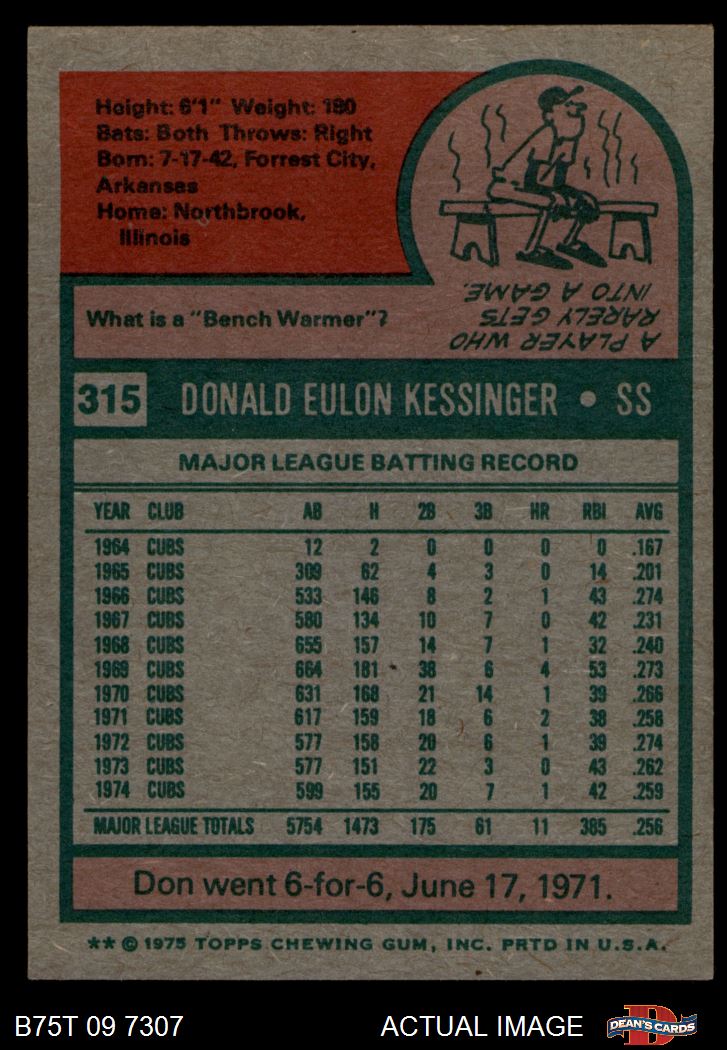 Height: 6'1" Weight: 180
Bats: Both Throws: Right
Born: 7-17-42, Forrest City,
Arkansas
Home: Northbrook,
Illinois
What is a "Bench Warmer"?
A PLAYER WHO
RARELY GETS
INTO A GAME.
315 DONALD EULON KESSINGER • SS
MAJOR LEAGUE BATTING RECORD
YEAR CLUB AB H 2B 3B HR RBI AVG
1964 CUBS 12 2 0 0 0 0 .167
1965 CUBS 309 62 4 3 0 14 .201
1966 CUBS 533 146 8 2 1 43 .274
1967 CUBS 580 134 10 7 0 42 .231
1968 CUBS 655 157 14 7 1 32 .240
1969 CUBS 664 181 38 6 4 53 .273
1970 CUBS 631 168 21 14 1 39 .266
1971 CUBS 617 159 18 6 2 38 .258
1972 CUBS 577 158 20 6 1 39 .274
1973 CUBS 577 151 22 3 0 43 .262
1974 CUBS 599 155 20 7 1 42 .259
MAJOR LEAGUE TOTALS 5754 1473 175 61 11 385 .256
Don went 6-for-6, June 17, 1971.
** © 1975 TOPPS CHEWING GUM, INC. PRTD IN U.S.A.
B75T 09 7307 ACTUAL IMAGE D DEAN'S CARDS